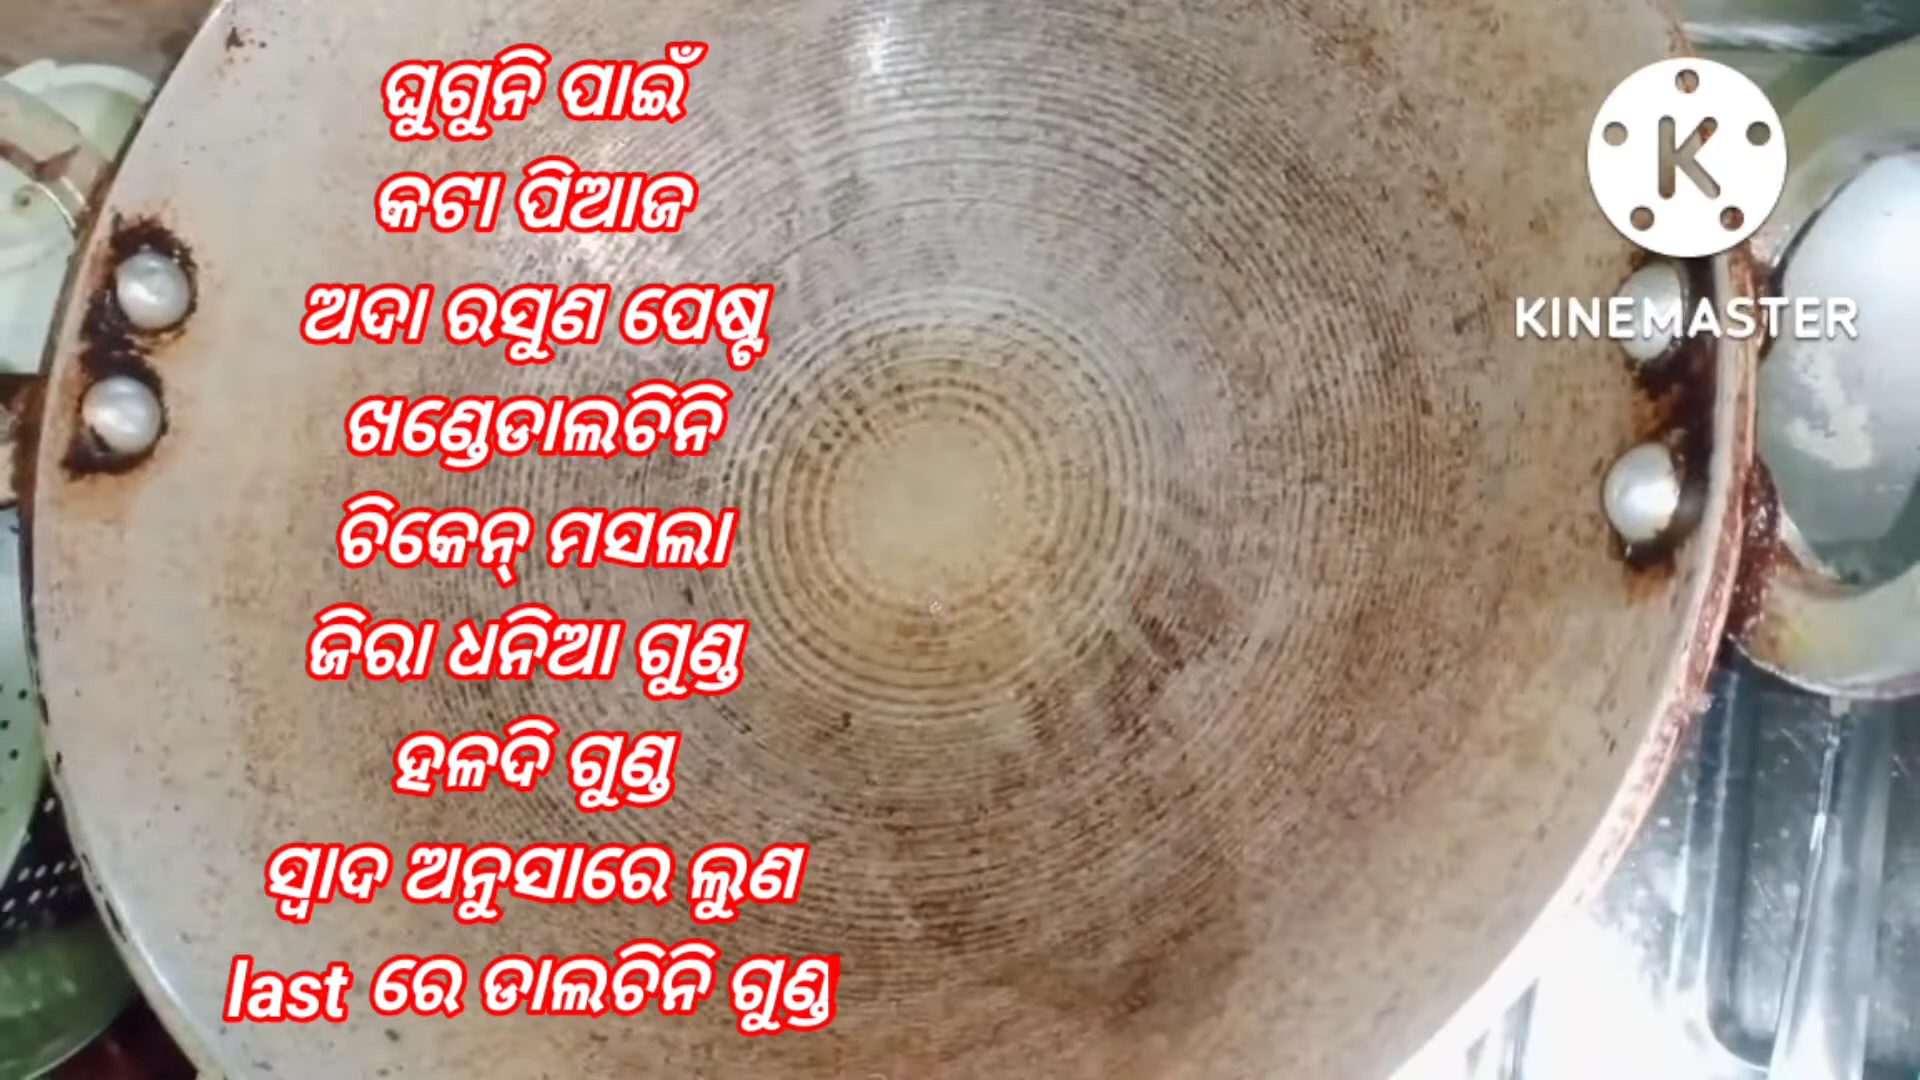 ଘୁଗୁନି ପାଇଁ
କଟା ପିଆଜ
ଅଦା ରସୁଣ ପେଷ୍ଟ
ଖଣ୍ଡେଡାଲଚିନି
ଚିକେନ୍ ମସଲା
ଜିରା ଧନିଆ ଗୁଣ୍ଡ
ହଳଦି ଗୁଣ୍ଡ
ସ୍ଵାଦ ଅନୁସାରେ ଲୁଣ
last ରେ ଡାଲଚିନି ଗୁଣ୍ଡ
K
KINEMASTER